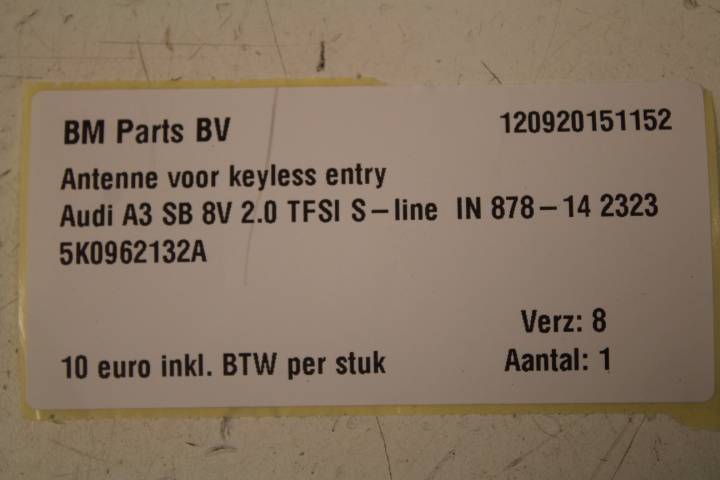 BM Parts BV 120920151152
Antenne voor keyless entry
Audi A3 SB 8V 2.0 TFSI S-line IN 878-14 2323
5K0962132A
Verz: 8
10 euro inkl. BTW per stuk Aantal: 1